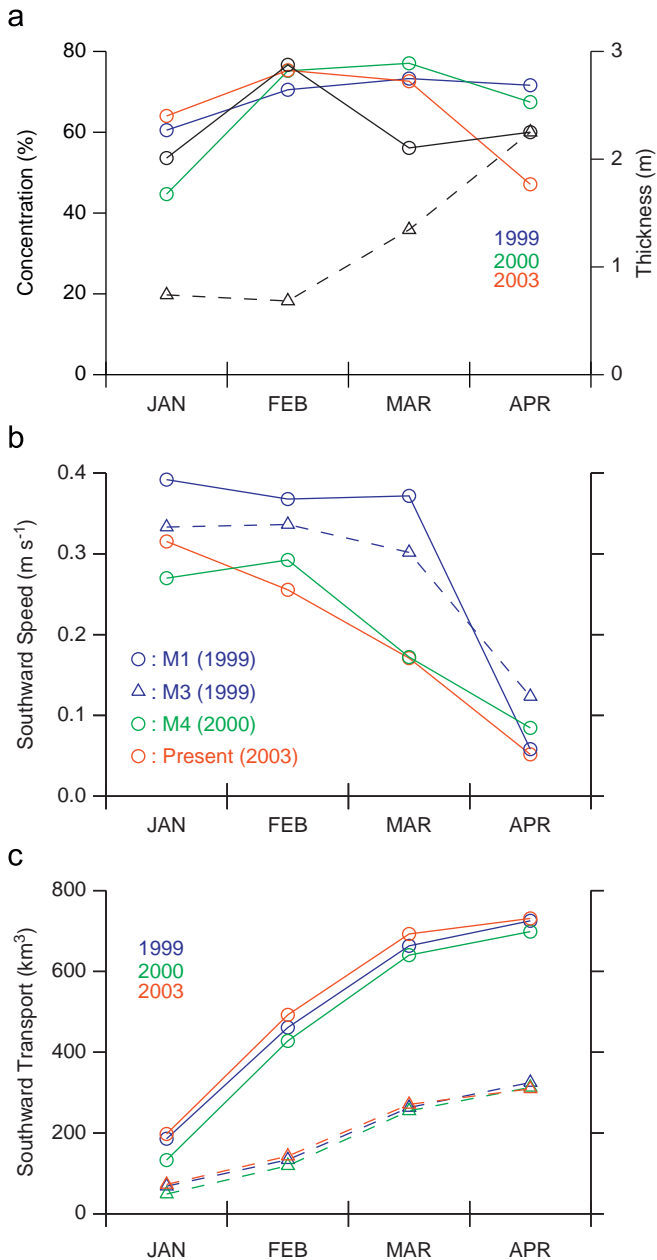 a
80
60
40
20
0
Concentration (%)
3
2
1
0
Thickness (m)
1999
2000
2003
JAN FEB MAR APR
b
0.4
0.3
0.2
0.1
0.0
Southward Speed (m s⁻¹)
: M1 (1999)
: M3 (1999)
: M4 (2000)
: Present (2003)
JAN FEB MAR APR
c
800
600
400
200
0
Southward Transport (km³)
1999
2000
2003
JAN FEB MAR APR